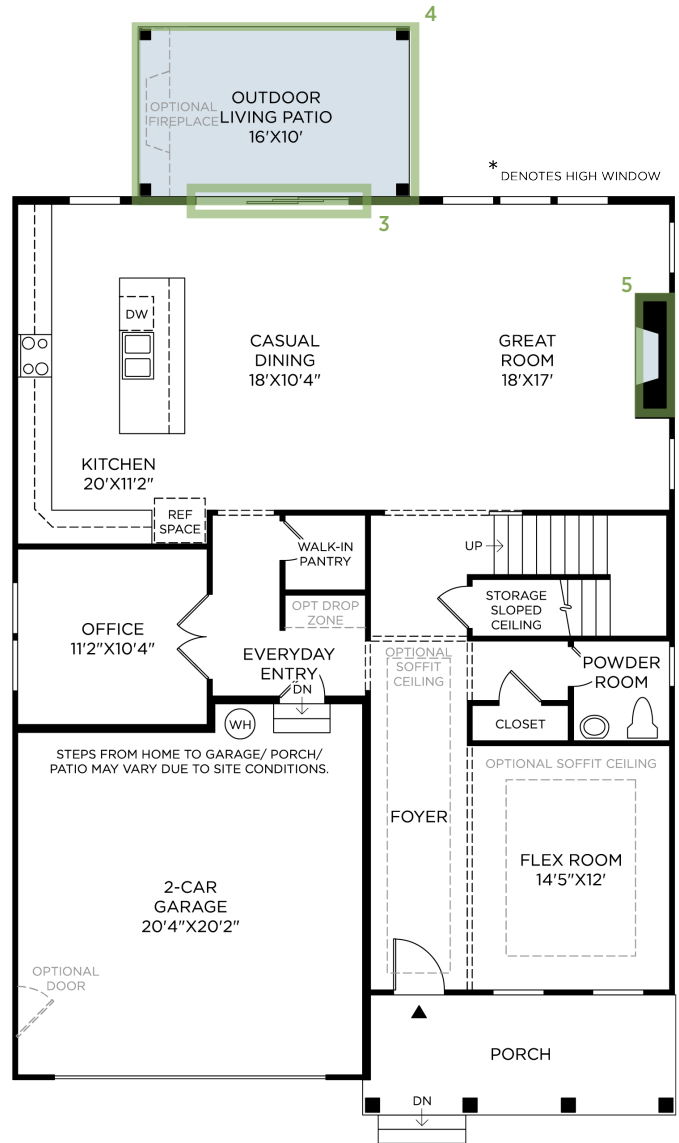 4
OUTDOOR
LIVING PATIO
16'X10'
OPTIONAL
FIREPLACE
* DENOTES HIGH WINDOW
3
5
DW
CASUAL
DINING
18'X10'4"
GREAT
ROOM
18'X17'
KITCHEN
20'X11'2"
REF
SPACE
WALK-IN
PANTRY
UP
OPT DROP
ZONE
STORAGE
SLOPED
CEILING
OFFICE
11'2"X10'4"
EVERYDAY
ENTRY
DN
OPTIONAL
SOFFIT
CEILING
POWDER
ROOM
WH
CLOSET
STEPS FROM HOME TO GARAGE/ PORCH/
PATIO MAY VARY DUE TO SITE CONDITIONS.
OPTIONAL SOFFIT CEILING
FOYER
FLEX ROOM
14'5"X12'
2-CAR
GARAGE
20'4"X20'2"
OPTIONAL
DOOR
PORCH
DN